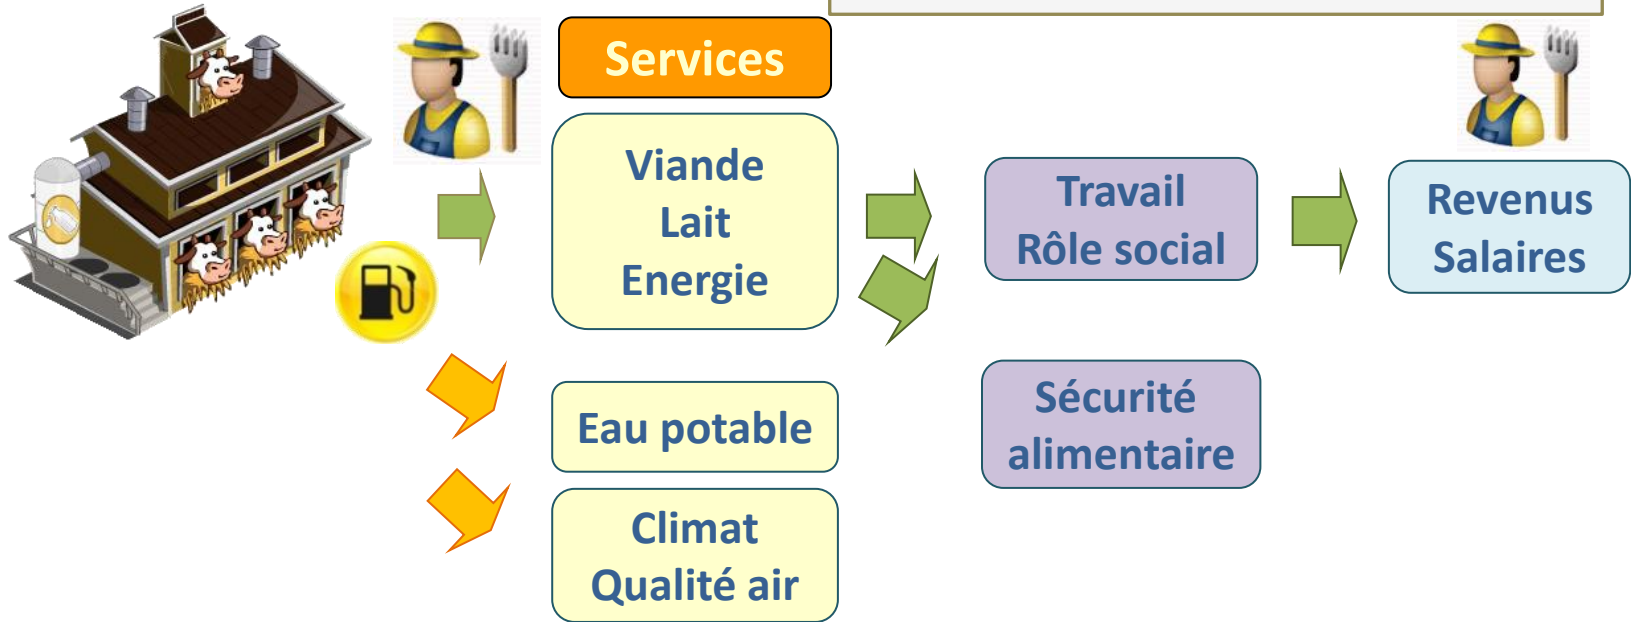 Services
Viande
Lait
Energie
Travail
Rôle social
Revenus
Salaires
Eau potable
Sécurité
alimentaire
Climat
Qualité air